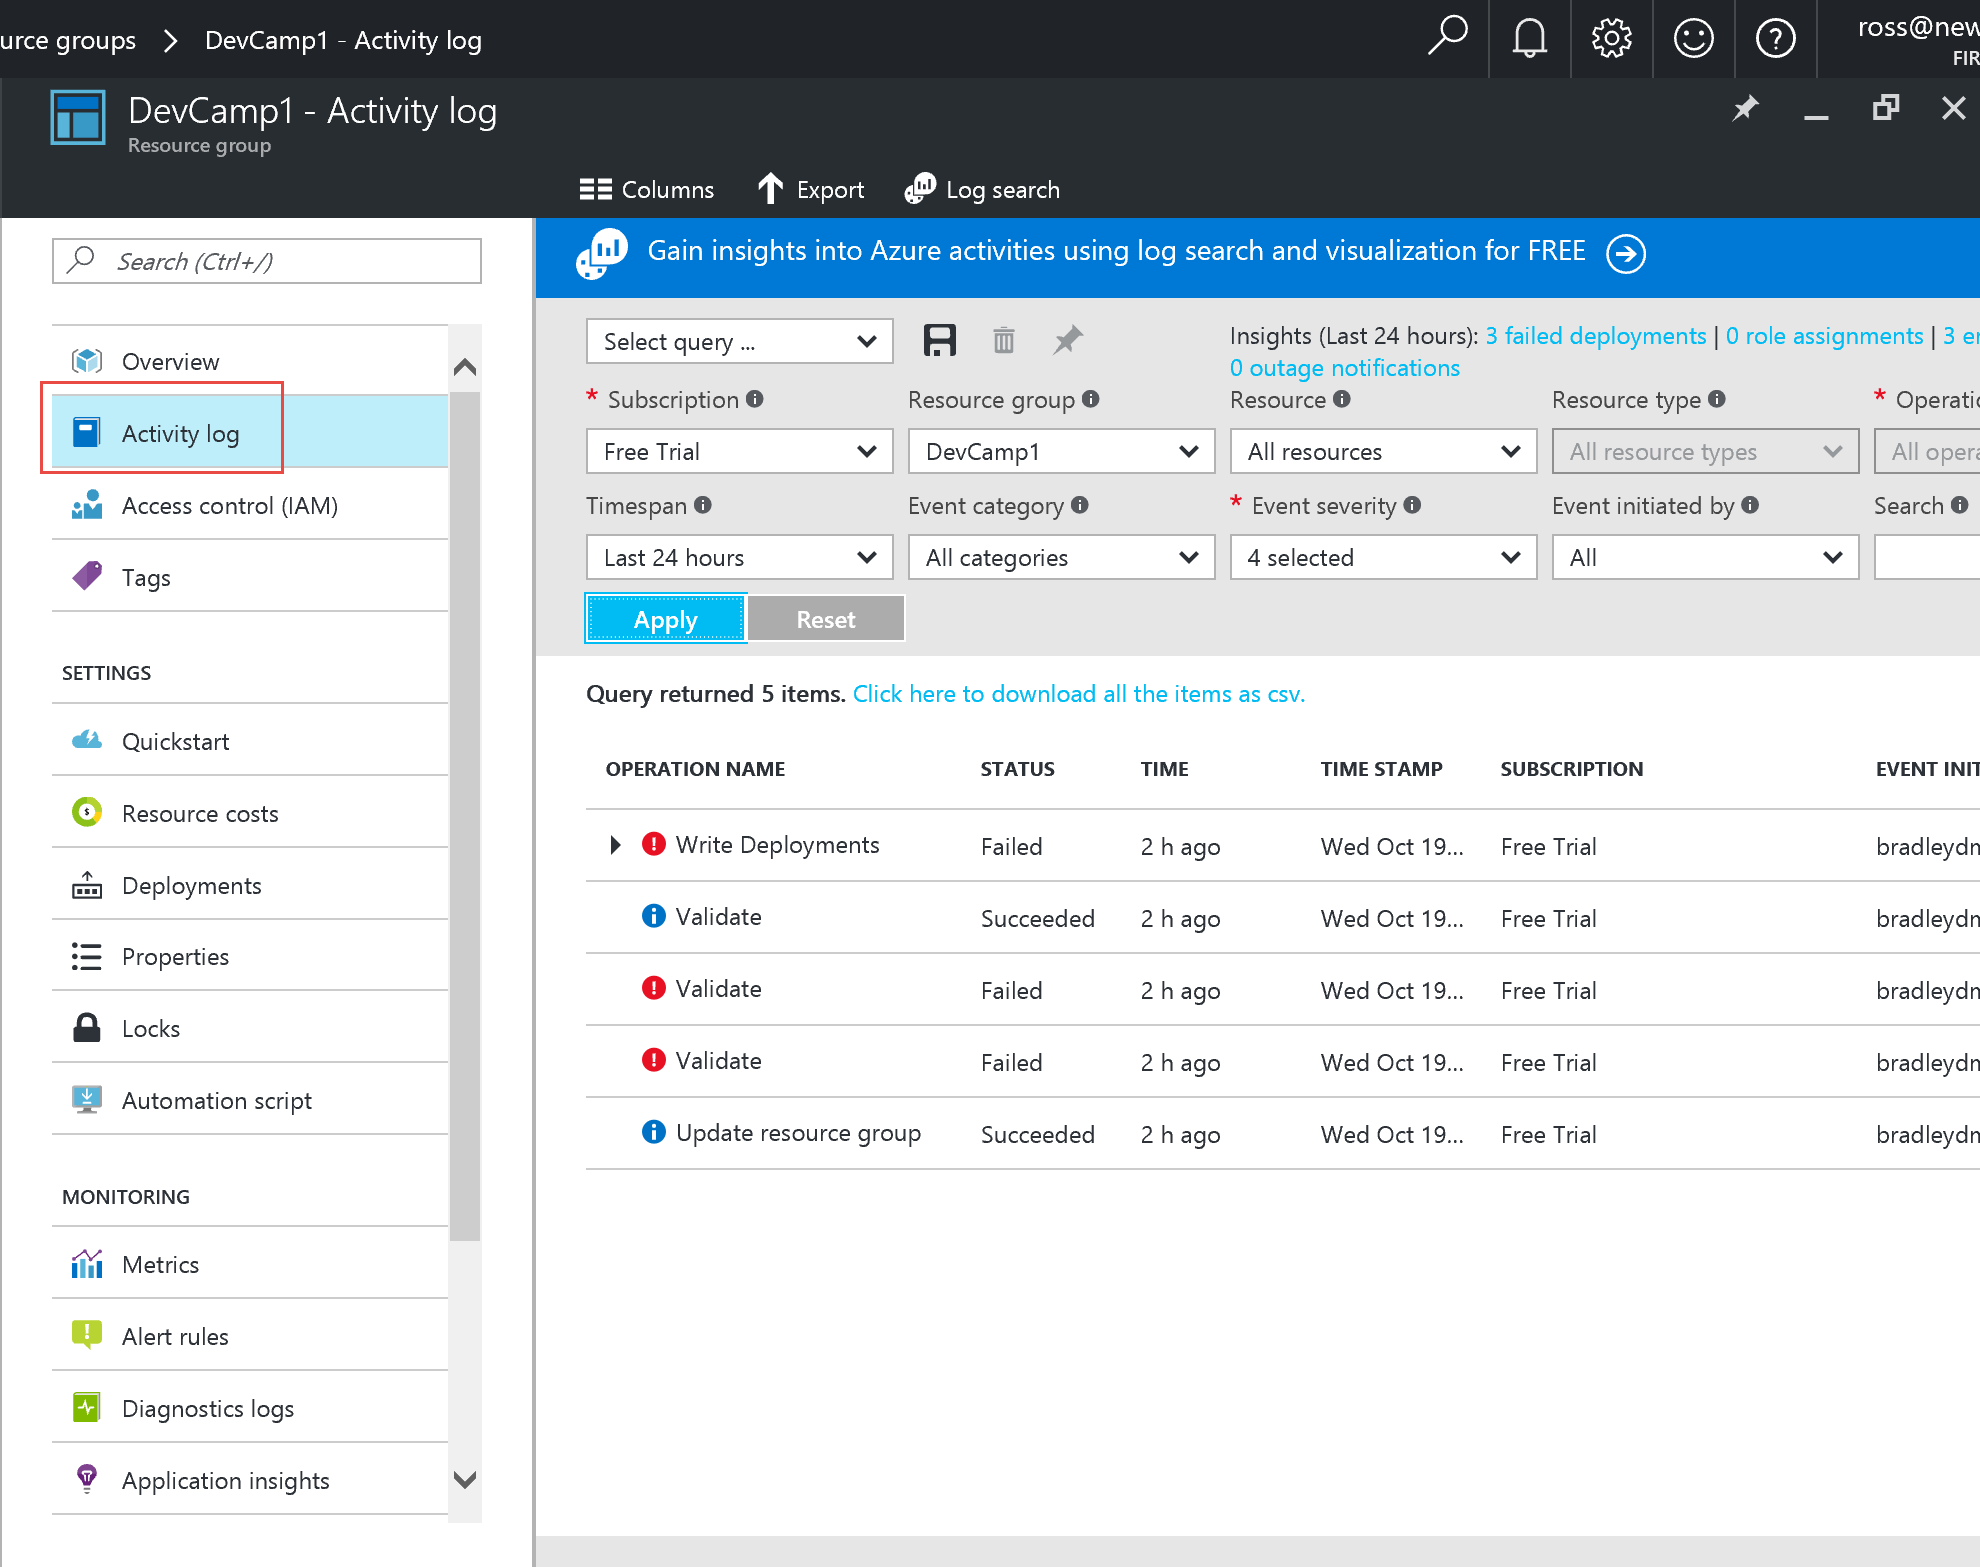 urce groups > DevCamp1 - Activity log
ross@new
FIR
DevCamp1 - Activity log
Resource group
Columns Export Log search
Search (Ctrl+/)
Overview
Activity log
Access control (IAM)
Tags
SETTINGS
Quickstart
Resource costs
Deployments
Properties
Locks
Automation script
MONITORING
Metrics
Alert rules
Diagnostics logs
Application insights
Gain insights into Azure activities using log search and visualization for FREE
Select query ...
Insights (Last 24 hours): 3 failed deployments | 0 role assignments | 3 er
0 outage notifications
* Subscription Resource group Resource Resource type * Operatio
Free Trial DevCamp1 All resources All resource types All opera
Timespan Event category * Event severity Event initiated by Search
Last 24 hours All categories 4 selected All
Apply Reset
Query returned 5 items. Click here to download all the items as csv.
OPERATION NAME STATUS TIME TIME STAMP SUBSCRIPTION EVENT INIT
Write Deployments Failed 2 h ago Wed Oct 19... Free Trial bradleydm
Validate Succeeded 2 h ago Wed Oct 19... Free Trial bradleydm
Validate Failed 2 h ago Wed Oct 19... Free Trial bradleydm
Validate Failed 2 h ago Wed Oct 19... Free Trial bradleydm
Update resource group Succeeded 2 h ago Wed Oct 19... Free Trial bradleydm